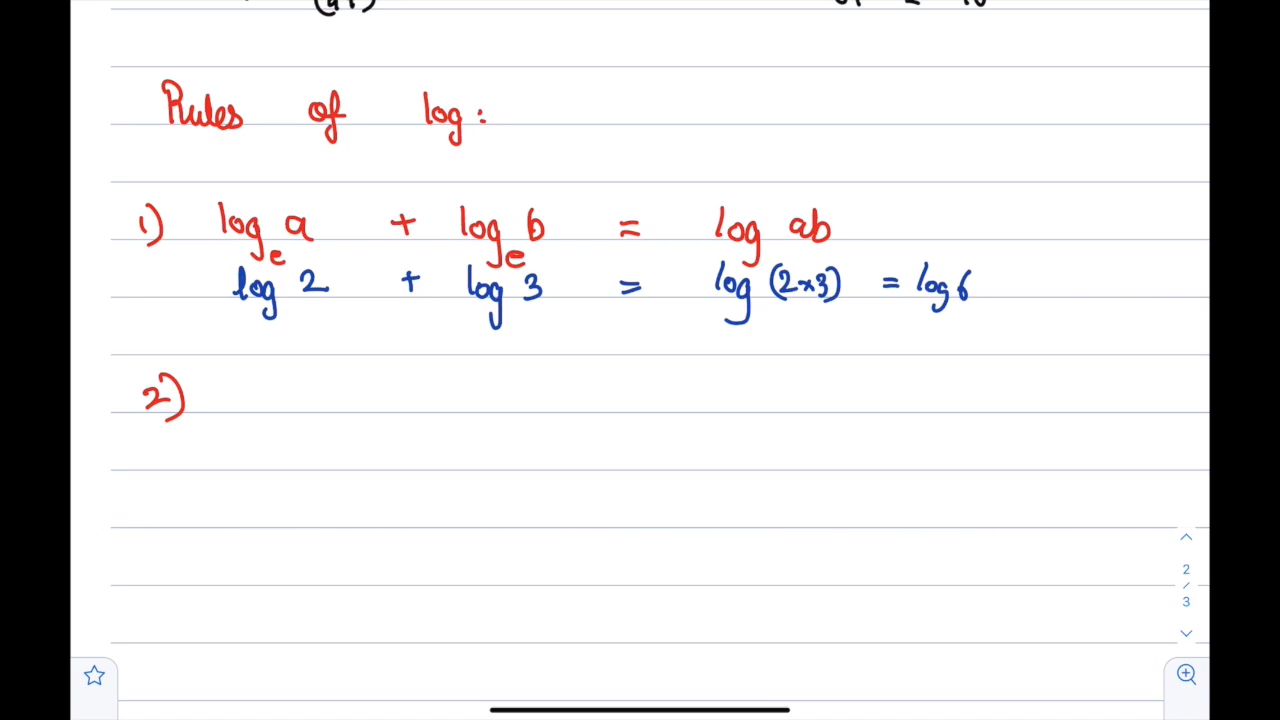 Rules of log:
1) logₑ a + logₑ b = log ab
log 2 + log 3 = log (2×3) = log 6
2)
2
/
3